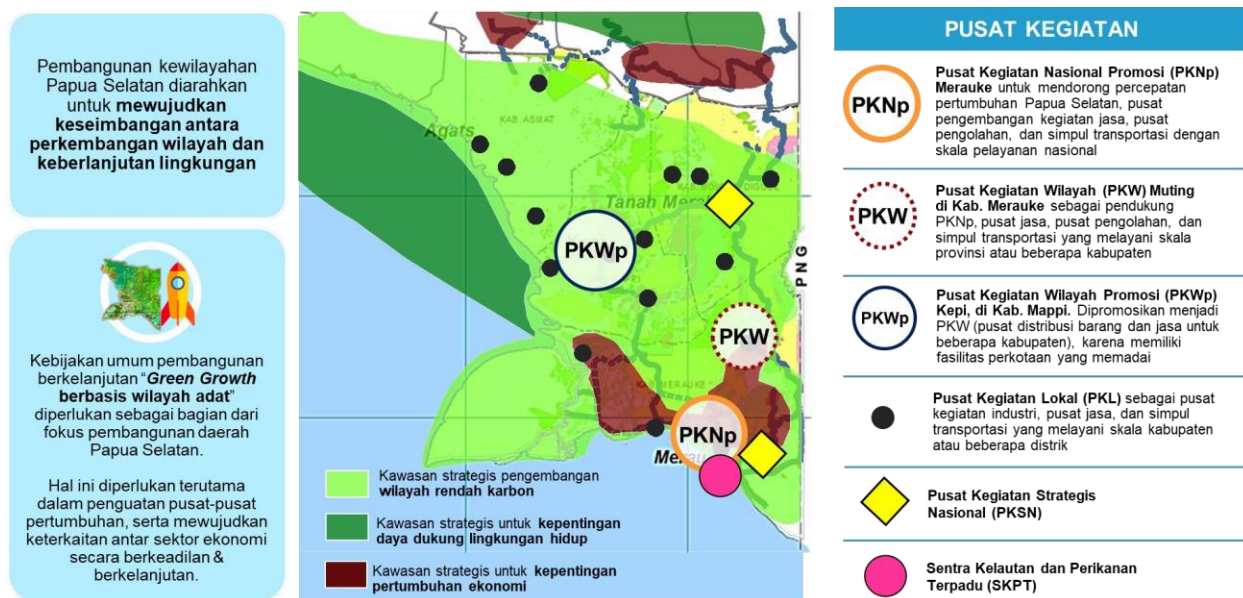 Pembangunan kewilayahan
Papua Selatan diarahkan
untuk mewujudkan
keseimbangan antara
perkembangan wilayah dan
keberlanjutan lingkungan
Kebijakan umum pembangunan
berkelanjutan “Green Growth
berbasis wilayah adat”
diperlukan sebagai bagian dari
fokus pembangunan daerah
Papua Selatan.
Hal ini diperlukan terutama
dalam penguatan pusat-pusat
pertumbuhan, serta mewujudkan
keterkaitan antar sektor ekonomi
secara berkeadilan &
berkelanjutan.
Agats
KAB. ASMAT
Tanah Merah
PKWp
PNG
PKW
KAB. MERAUKE
PKNp
Kawasan strategis pengembangan
wilayah rendah karbon
Kawasan strategis untuk kepentingan
daya dukung lingkungan hidup
Kawasan strategis untuk kepentingan
pertumbuhan ekonomi
PUSAT KEGIATAN
PKNp
Pusat Kegiatan Nasional Promosi (PKNp)
Merauke untuk mendorong percepatan
pertumbuhan Papua Selatan, pusat
pengembangan kegiatan jasa, pusat
pengolahan, dan simpul transportasi dengan
skala pelayanan nasional
PKW
Pusat Kegiatan Wilayah (PKW) Muting
di Kab. Merauke sebagai pendukung
PKNp, pusat jasa, pusat pengolahan, dan
simpul transportasi yang melayani skala
provinsi atau beberapa kabupaten
PKWp
Pusat Kegiatan Wilayah Promosi (PKWp)
Kepi, di Kab. Mappi. Dipromosikan menjadi
PKW (pusat distribusi barang dan jasa untuk
beberapa kabupaten), karena memiliki
fasilitas perkotaan yang memadai
Pusat Kegiatan Lokal (PKL) sebagai pusat
kegiatan industri, pusat jasa, dan simpul
transportasi yang melayani skala kabupaten
atau beberapa distrik
Pusat Kegiatan Strategis
Nasional (PKSN)
Sentra Kelautan dan Perikanan
Terpadu (SKPT)